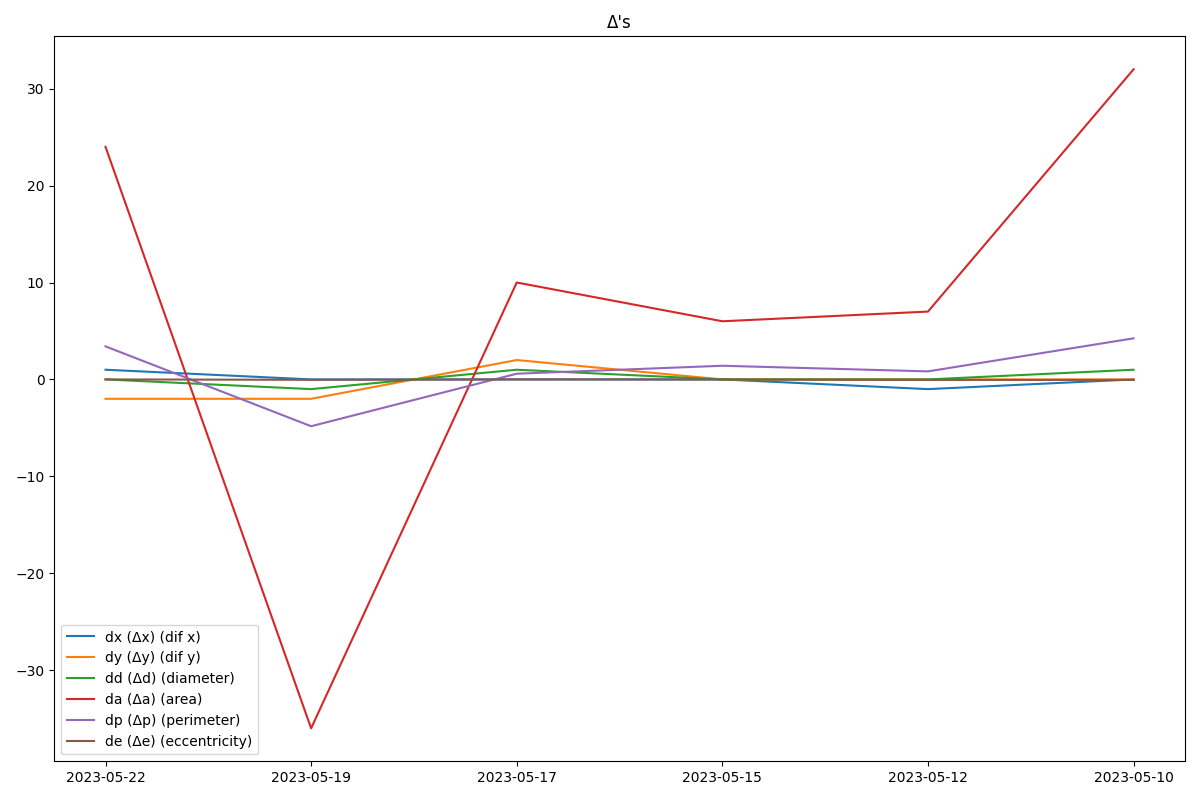 Δ's
30
20
10
0
−10
−20
−30
dx (Δx) (dif x)
dy (Δy) (dif y)
dd (Δd) (diameter)
da (Δa) (area)
dp (Δp) (perimeter)
de (Δe) (eccentricity)
2023-05-22 2023-05-19 2023-05-17 2023-05-15 2023-05-12 2023-05-10